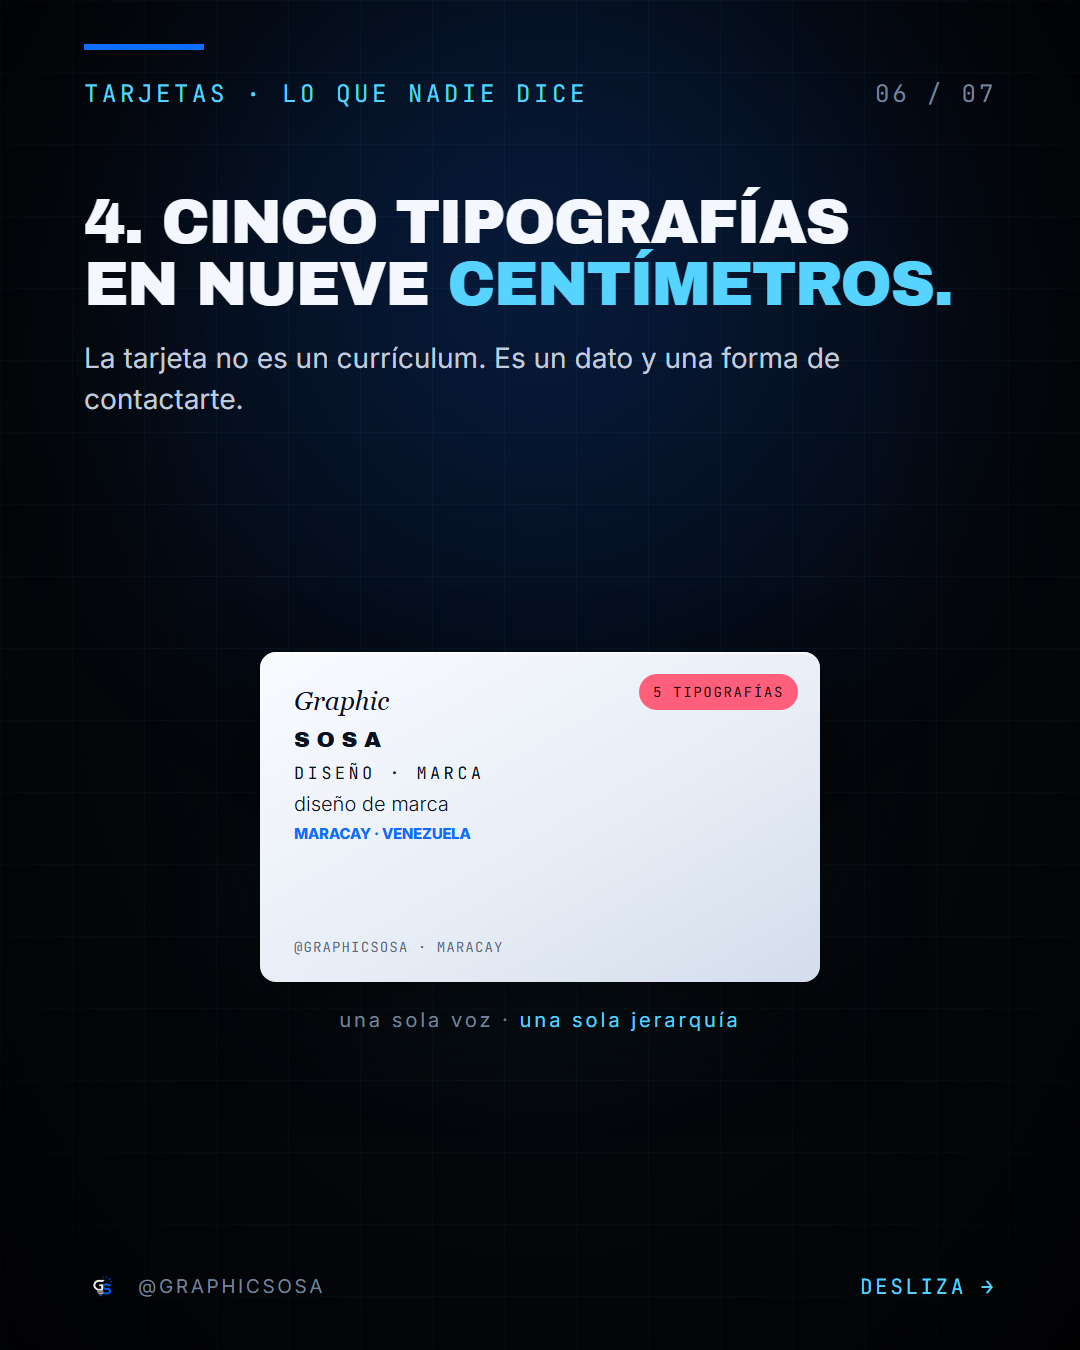 TARJETAS · LO QUE NADIE DICE
06 / 07
4. CINCO TIPOGRAFÍAS
EN NUEVE CENTÍMETROS.
La tarjeta no es un currículum. Es un dato y una forma de
contactarte.
Graphic
5 TIPOGRAFÍAS
SOSA
DISEÑO · MARCA
diseño de marca
MARACAY · VENEZUELA
@GRAPHICSOSA · MARACAY
una sola voz · una sola jerarquía
GS
@GRAPHICSOSA
DESLIZA →